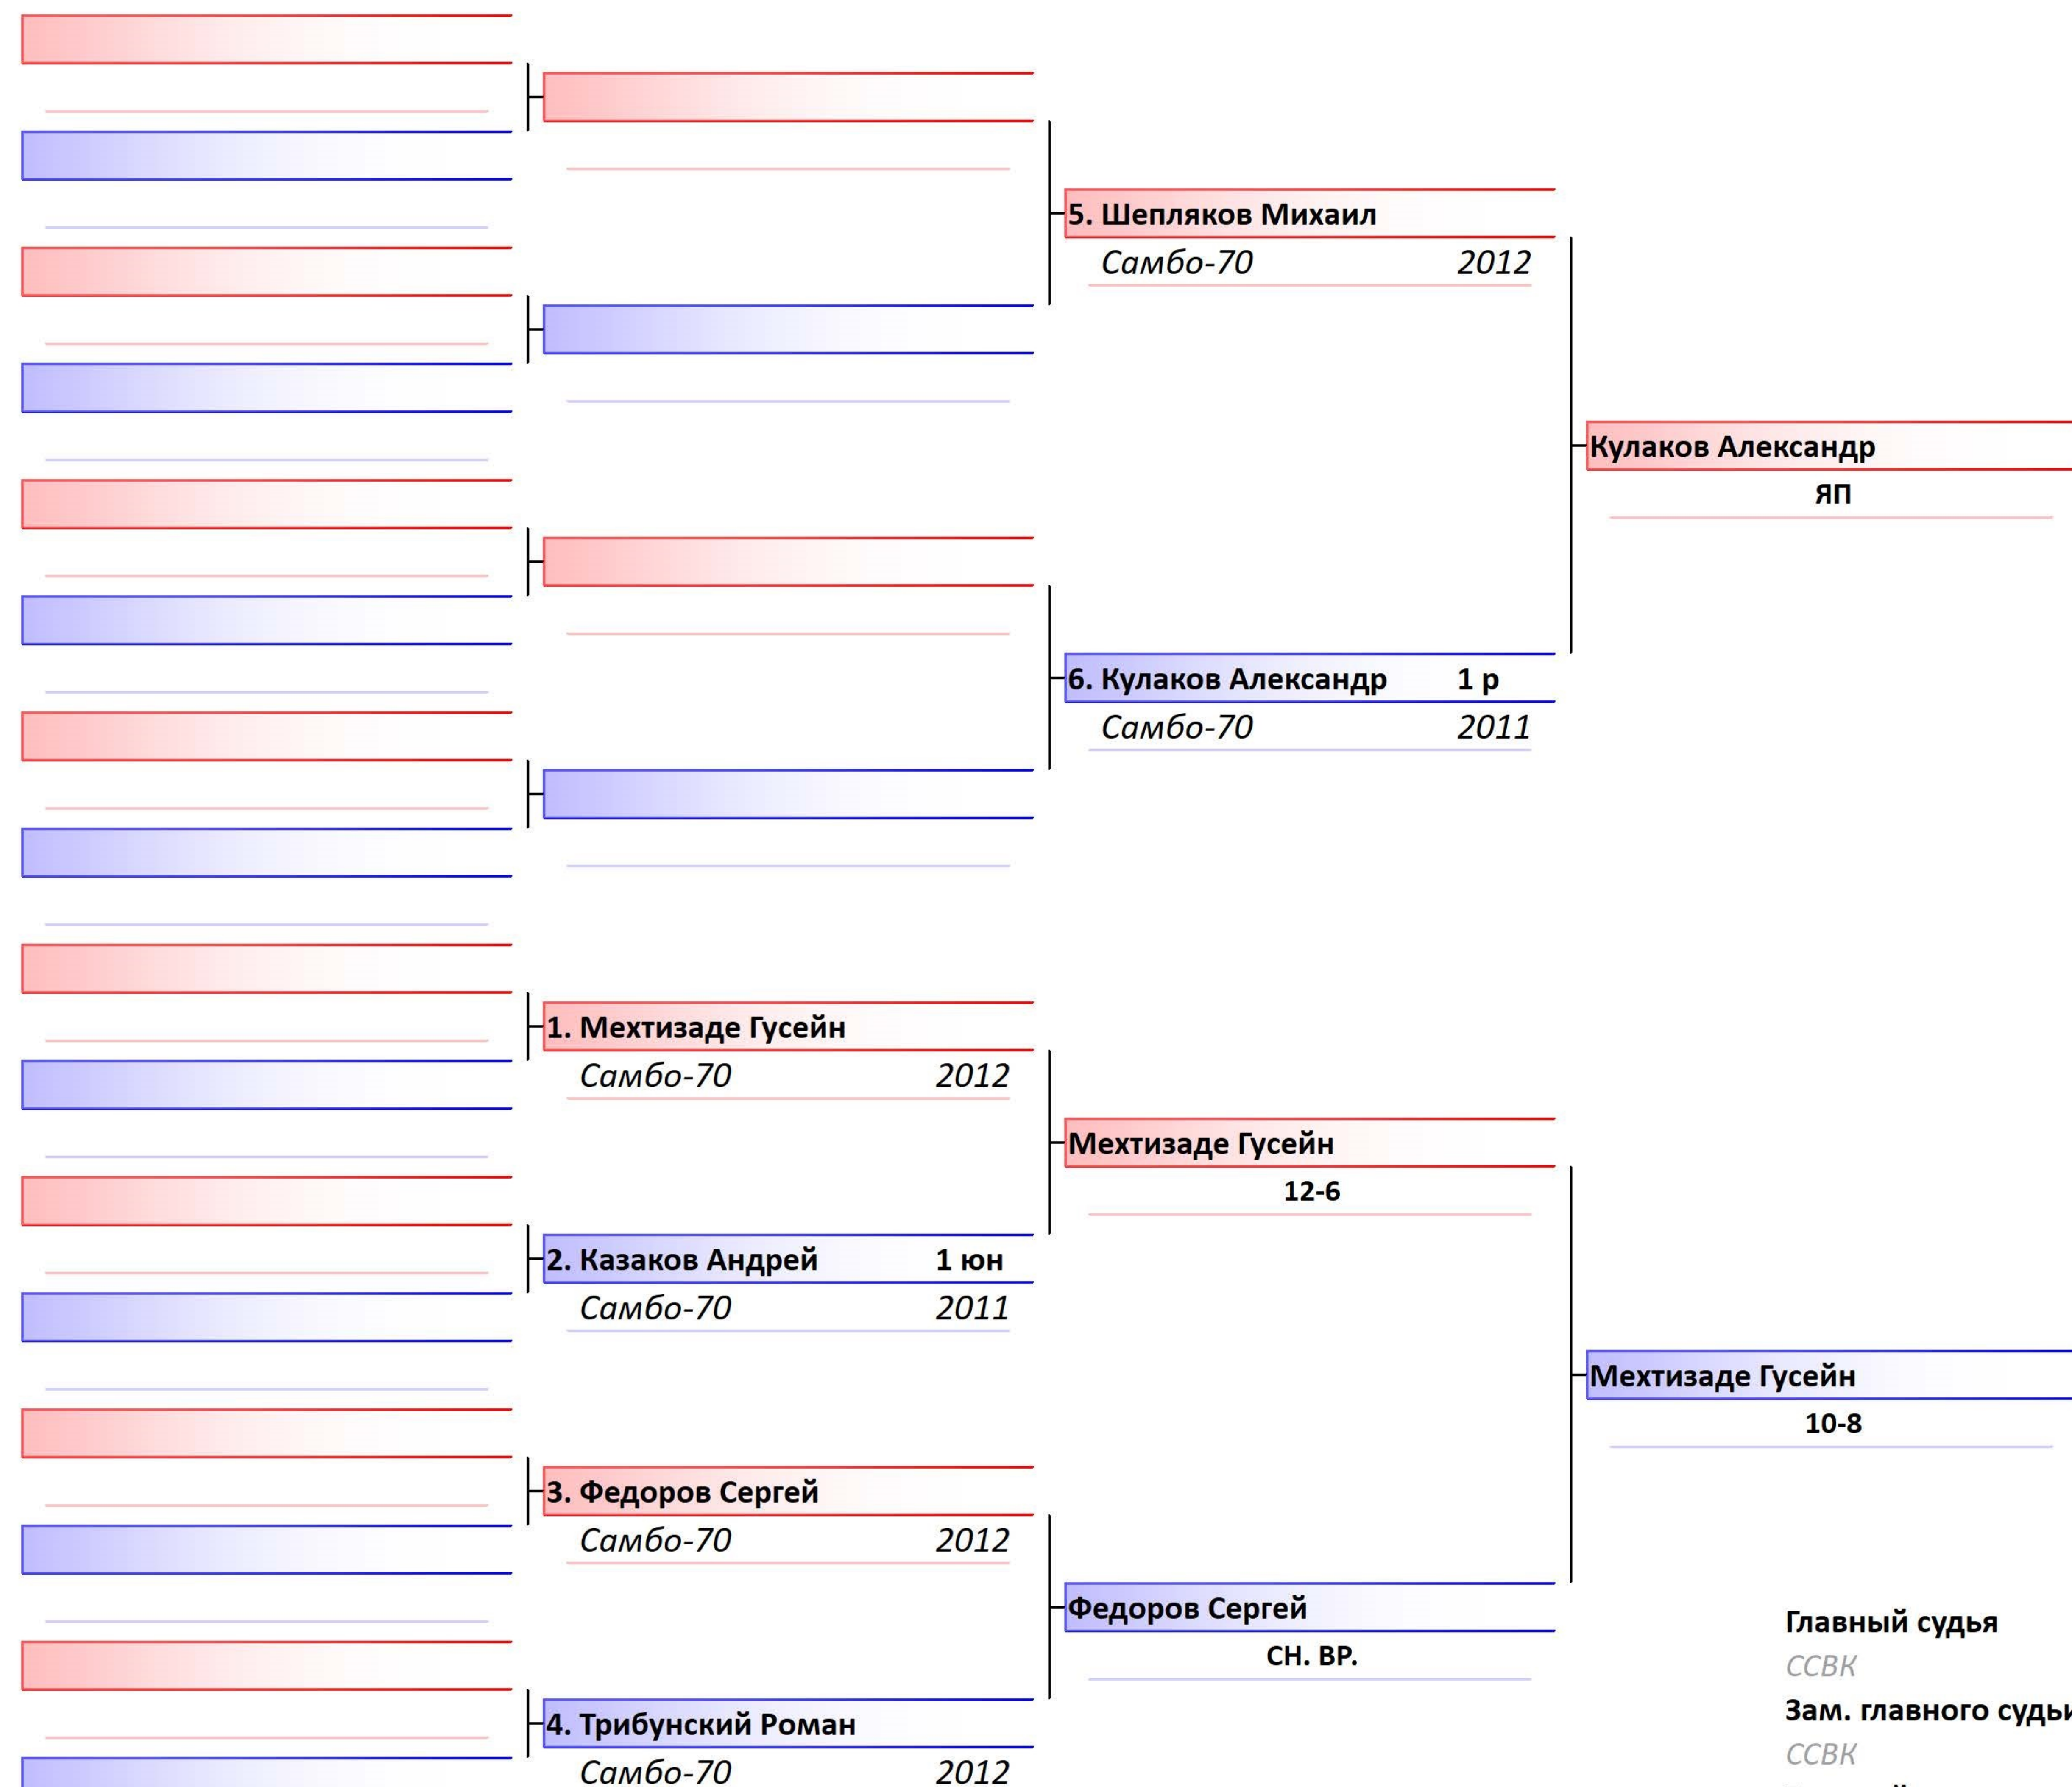 5. Шепляков Михаил
Самбо-70 2012
Кулаков Александр
ЯП
6. Кулаков Александр 1 р
Самбо-70 2011
1. Мехтизаде Гусейн
Самбо-70 2012
Мехтизаде Гусейн
12-6
2. Казаков Андрей 1 юн
Самбо-70 2011
Мехтизаде Гусейн
10-8
3. Федоров Сергей
Самбо-70 2012
Федоров Сергей
СН. ВР.
4. Трибунский Роман
Самбо-70 2012
Главный судья
ССВК
Зам. главного судьи
ССВК